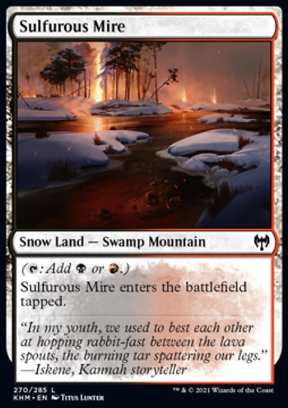 Sulfurous Mire
Snow Land — Swamp Mountain
(: Add or .)
Sulfurous Mire enters the battlefield
tapped.
"In my youth, we used to best each other
at hopping rabbit-fast between the lava
spouts, the burning tar spattering our legs."
—Iskene, Kannah storyteller
270/285 L
KHM • EN Titus Lunter
™ & © 2021 Wizards of the Coast